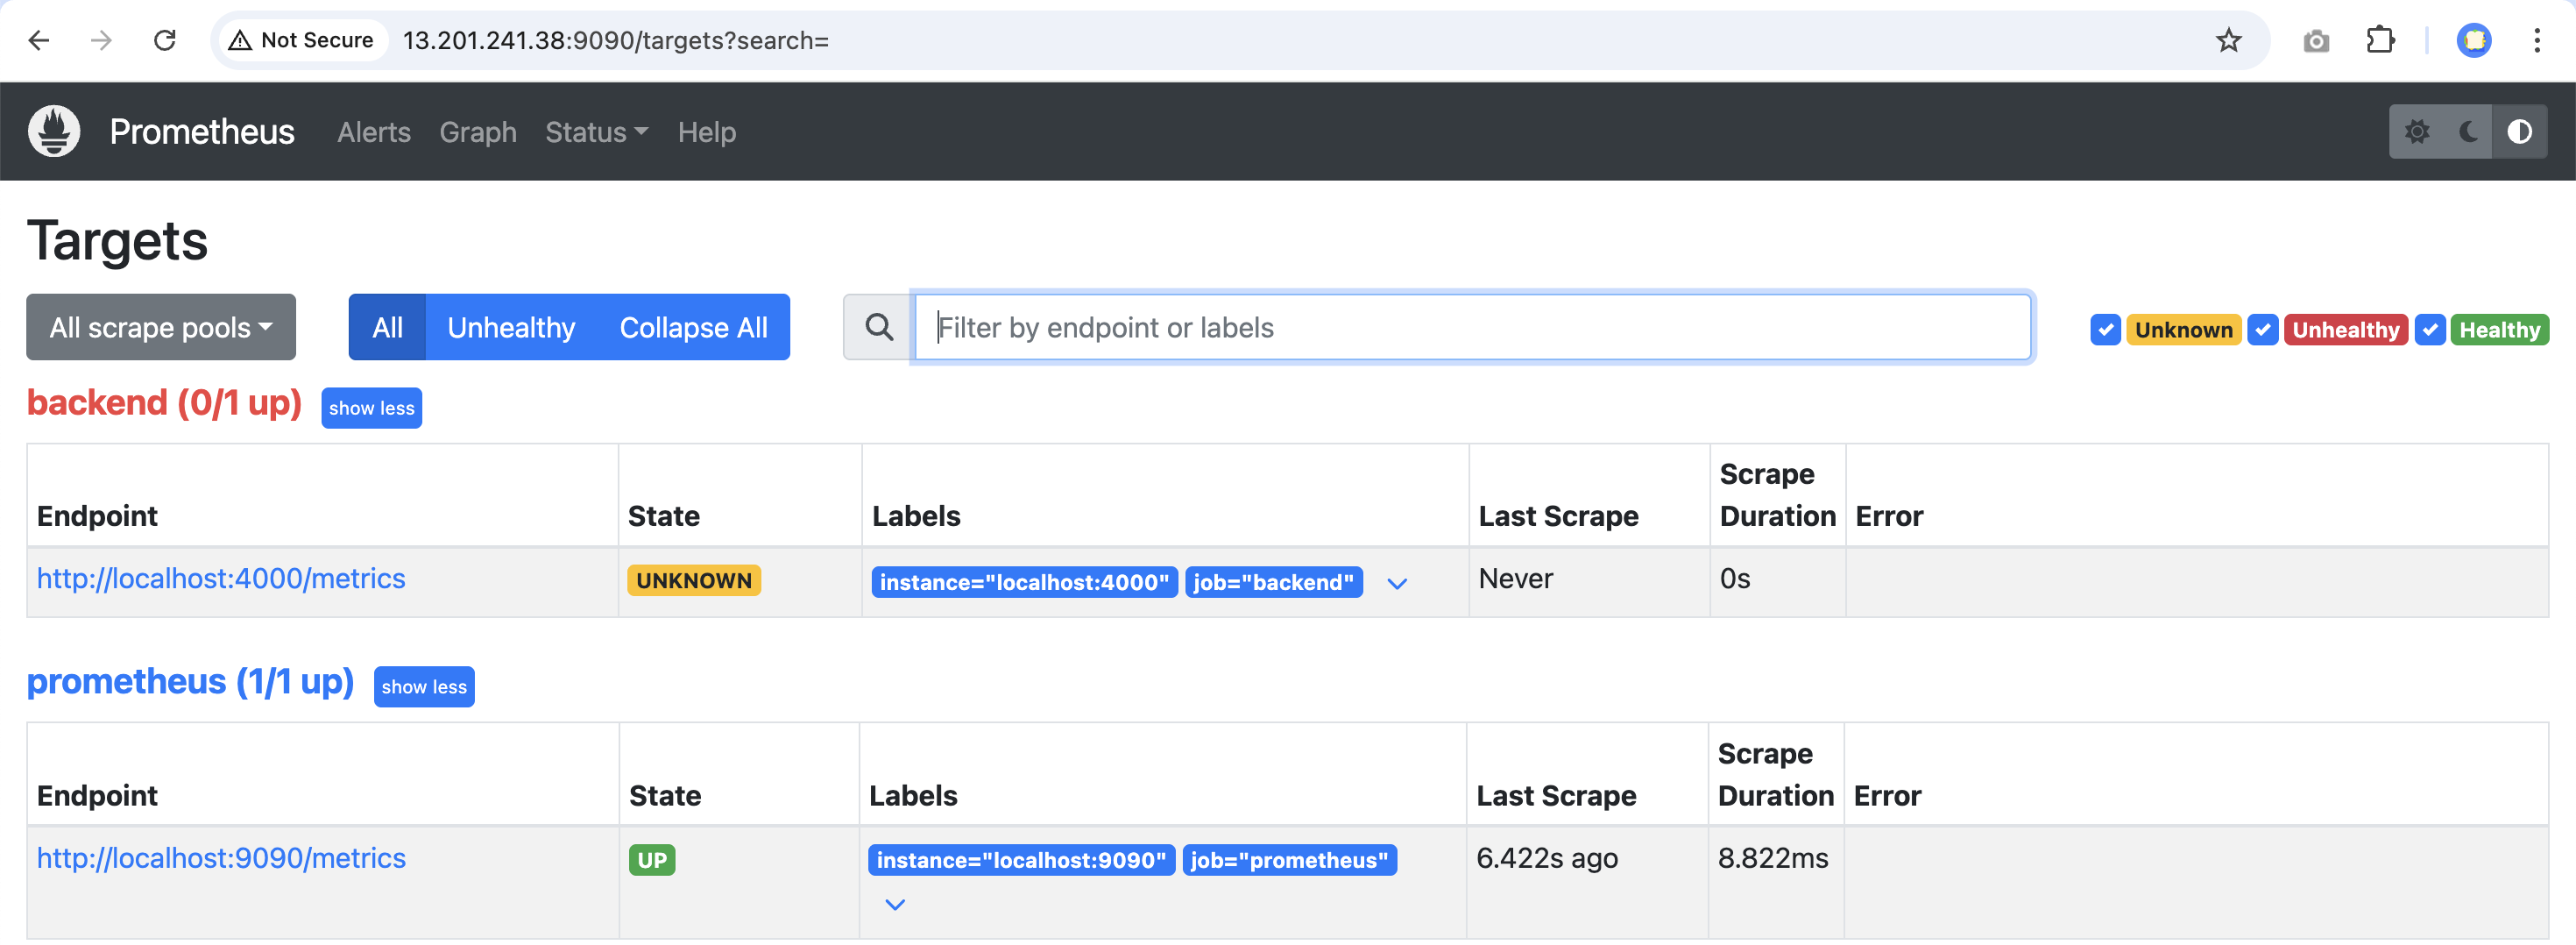 Not Secure 13.201.241.38:9090/targets?search=
Prometheus Alerts Graph Status Help
Targets
All scrape pools All Unhealthy Collapse All Filter by endpoint or labels Unknown Unhealthy Healthy
backend (0/1 up) show less
Endpoint State Labels Last Scrape Scrape Duration Error
http://localhost:4000/metrics UNKNOWN instance="localhost:4000" job="backend" Never 0s
prometheus (1/1 up) show less
Endpoint State Labels Last Scrape Scrape Duration Error
http://localhost:9090/metrics UP instance="localhost:9090" job="prometheus" 6.422s ago 8.822ms